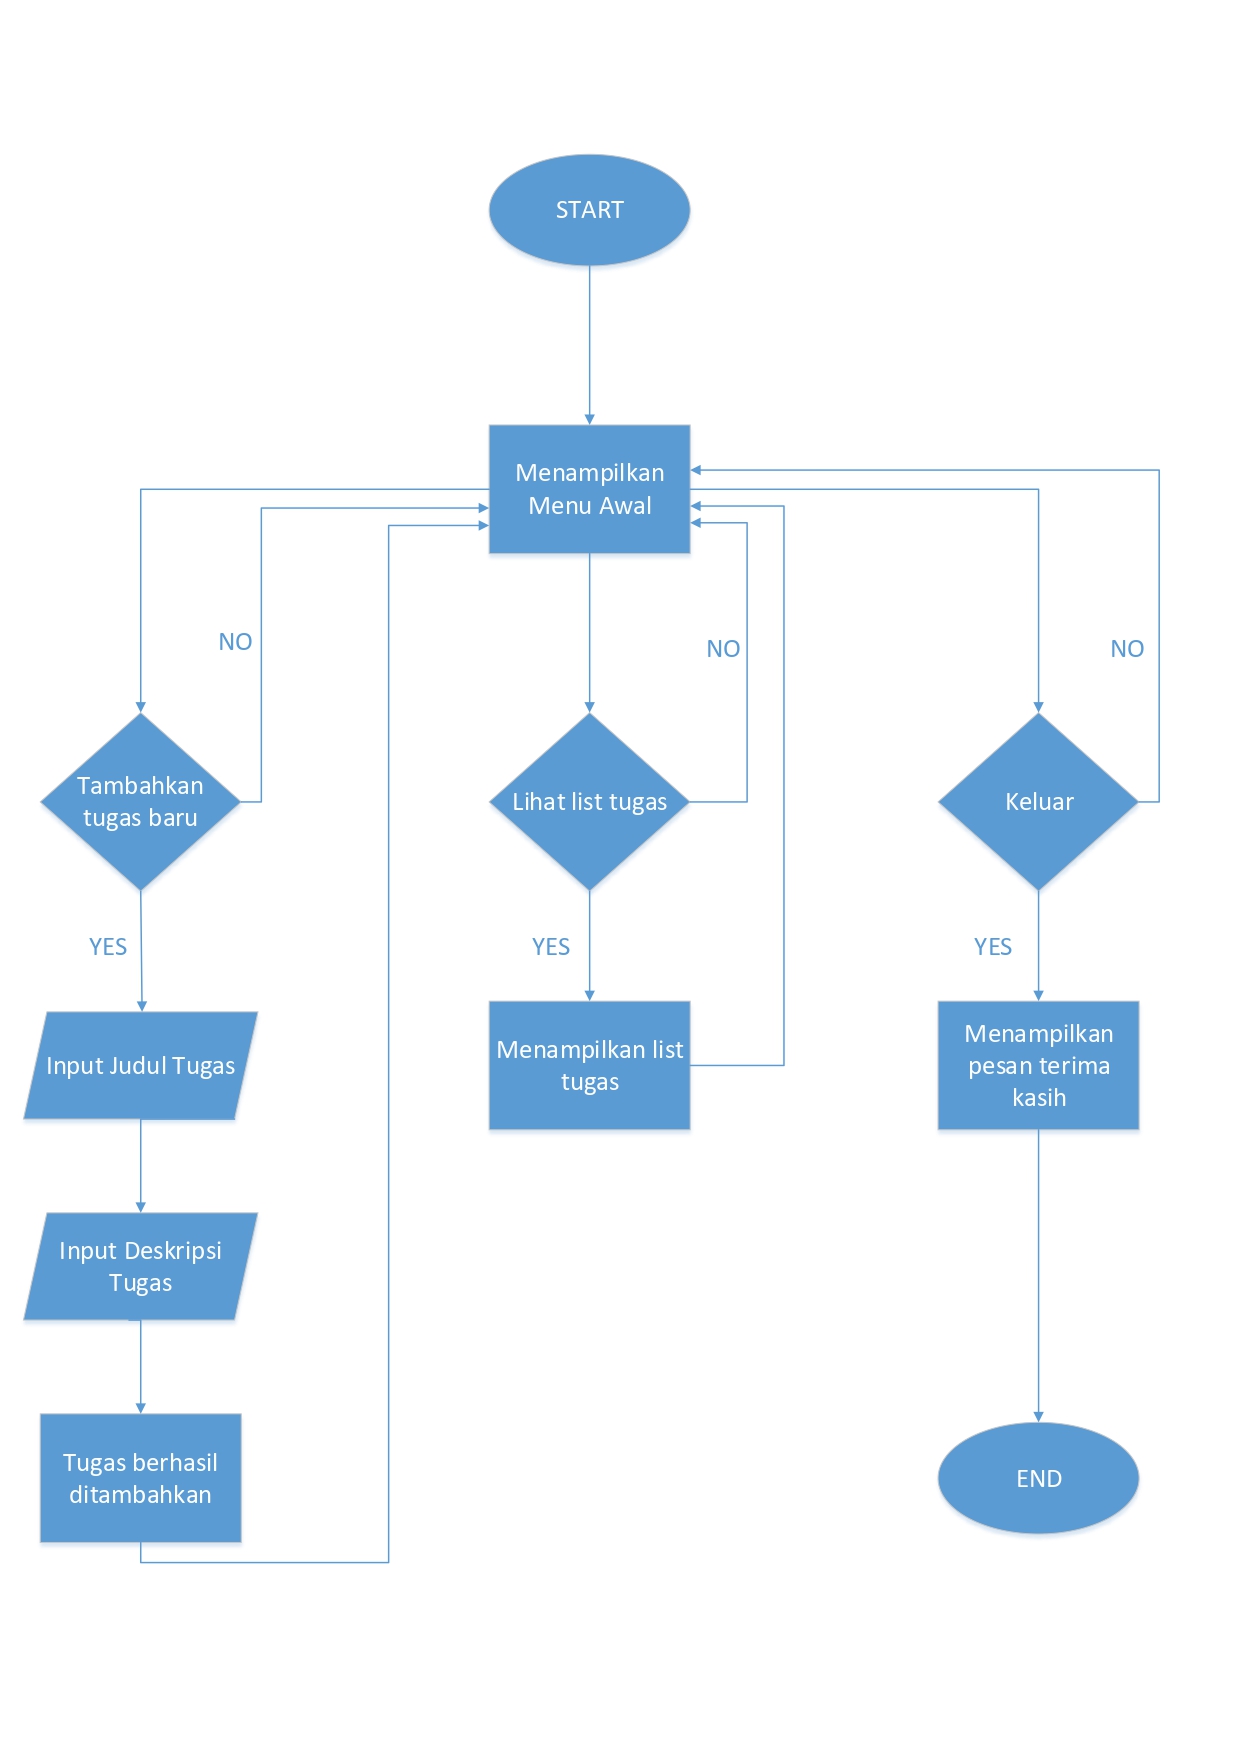 START
Menampilkan
Menu Awal
NO
NO
NO
Tambahkan
tugas baru
Lihat list tugas
Keluar
YES
YES
YES
Input Judul Tugas
Menampilkan list
tugas
Menampilkan
pesan terima
kasih
Input Deskripsi
Tugas
Tugas berhasil
ditambahkan
END